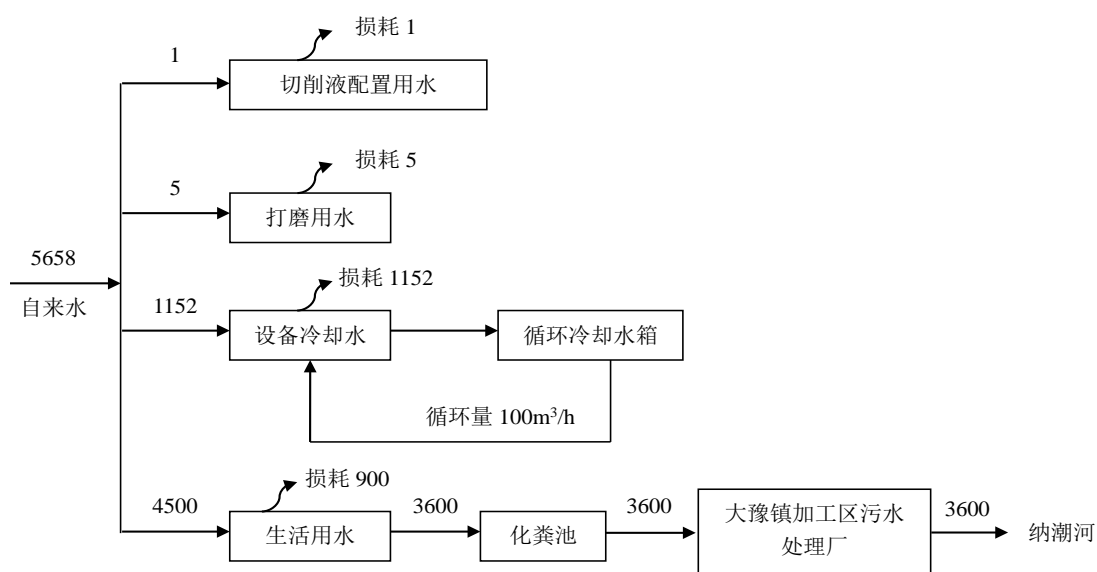 损耗 1
1
切削液配置用水
损耗 5
5
打磨用水
5658
自来水
损耗 1152
1152
设备冷却水
循环冷却水箱
循环量 100m³/h
损耗 900
4500
生活用水
3600
化粪池
3600
大豫镇加工区污水
处理厂
3600
纳潮河